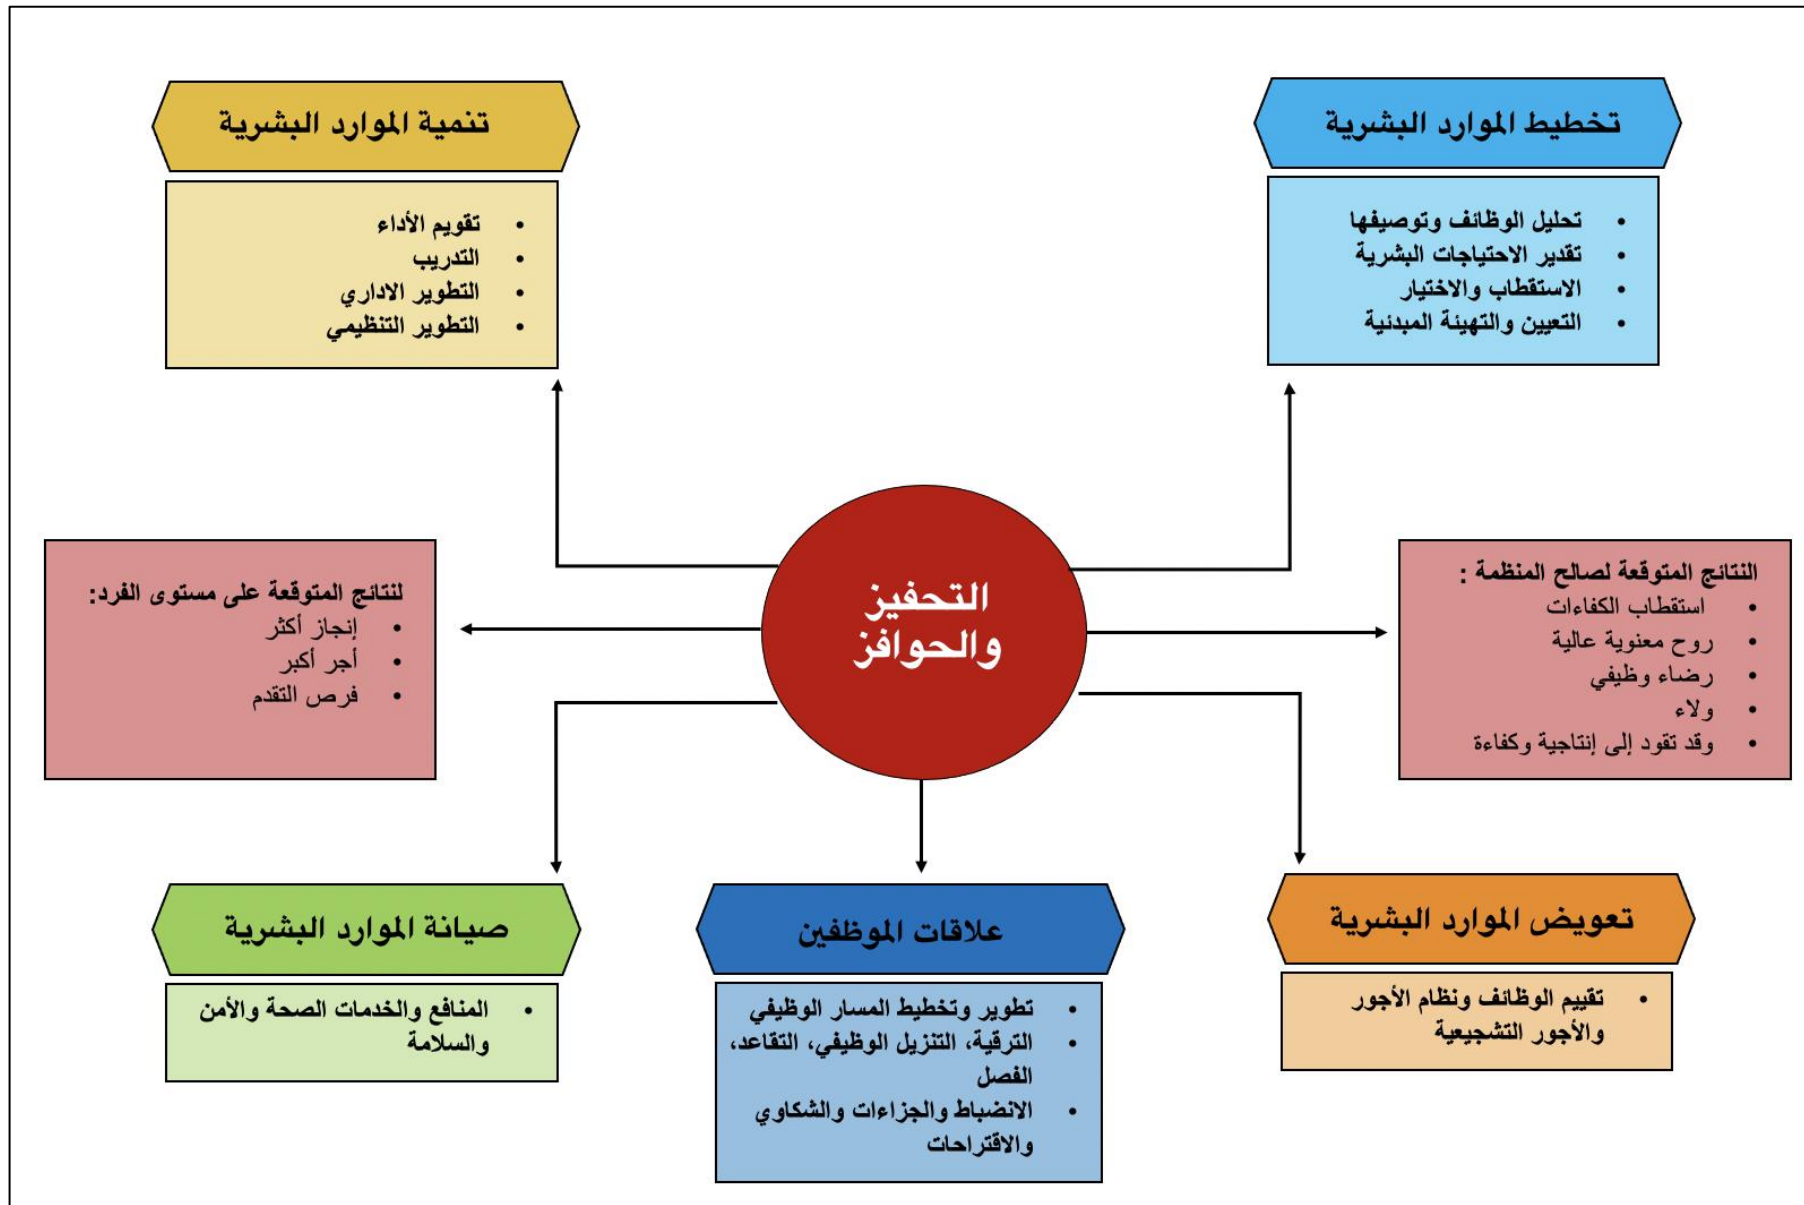 تخطيط الموارد البشرية
• تحليل الوظائف وتوصيفها
• تقدير الاحتياجات البشرية
• الاستقطاب والاختيار
• التعيين والتهيئة المبدئية
تنمية الموارد البشرية
• تقويم الأداء
• التدريب
• التطوير الاداري
• التطوير التنظيمي
النتائج المتوقعة لصالح المنظمة :
• استقطاب الكفاءات
• روح معنوية عالية
• رضاء وظيفي
• ولاء
• وقد تقود إلى إنتاجية وكفاءة
التحفيز
والحوافز
لنتائج المتوقعة على مستوى الفرد:
• إنجاز أكثر
• أجر أكبر
• فرص التقدم
تعويض الموارد البشرية
• تقييم الوظائف ونظام الأجور
والأجور التشجيعية
علاقات الموظفين
• تطوير وتخطيط المسار الوظيفي
• الترقية، التنزيل الوظيفي، التقاعد،
الفصل
• الانضباط والجزاءات والشكاوي
والاقتراحات
صيانة الموارد البشرية
• المنافع والخدمات الصحة والأمن
والسلامة